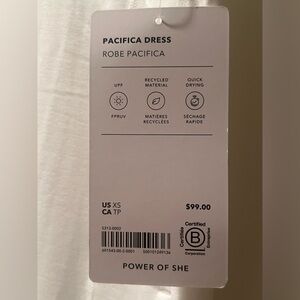 PACIFICA DRESS
ROBE PACIFICA
UPF
RECYCLED MATERIAL
QUICK DRYING
FPRUV
MATIÈRES RECYCLÉES
SÉCHAGE RAPIDE
US XS
CA TP
$99.00
Certified
B
Corporation
POWER OF SHE